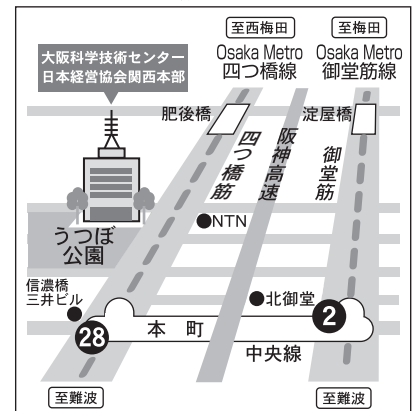 至西梅田
至梅田
Osaka Metro
四つ橋線
Osaka Metro
御堂筋線
大阪科学技術センター
日本経営協会関西本部
肥後橋
淀屋橋
四つ橋筋
阪神高速
御堂筋
●NTN
うつぼ
公園
信濃橋
三井ビル
●北御堂
2
28
本町
中央線
至難波
至難波